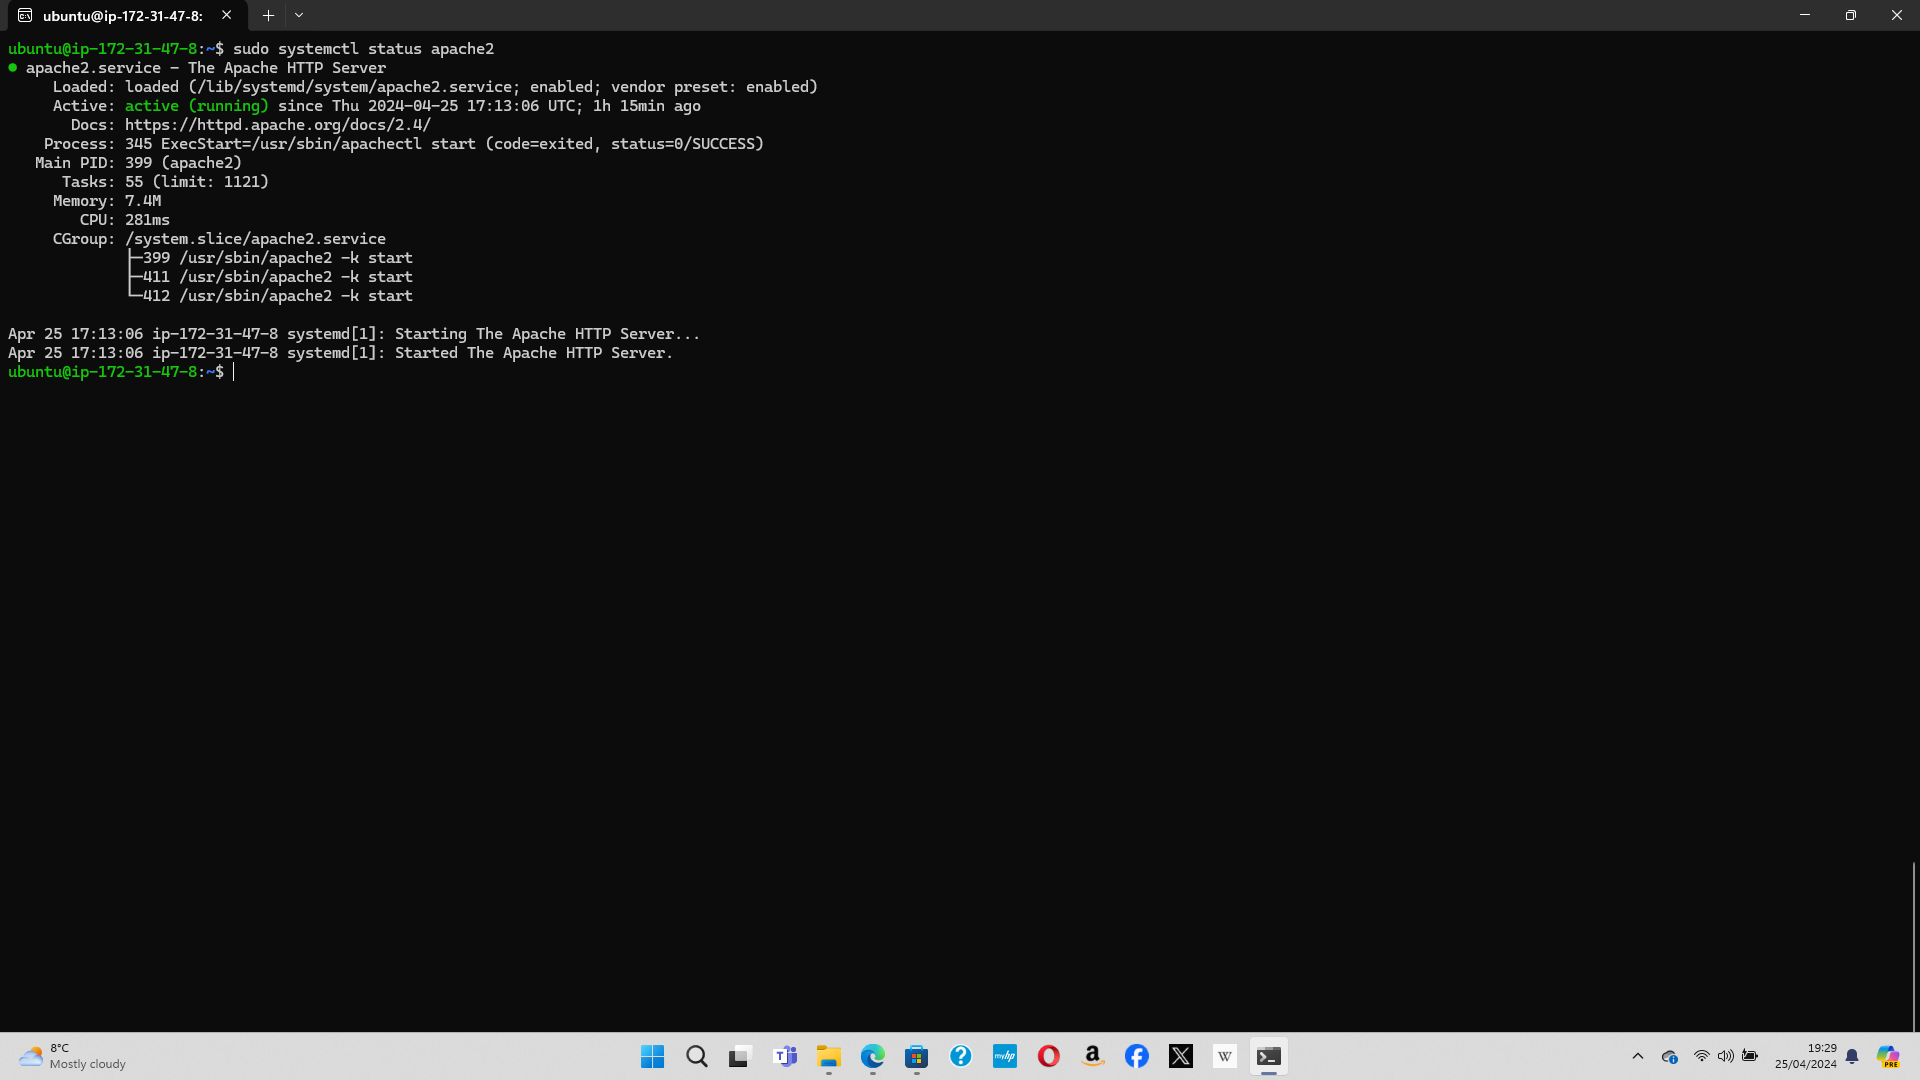 ubuntu@ip-172-31-47-8:
ubuntu@ip-172-31-47-8:~$ sudo systemctl status apache2
● apache2.service - The Apache HTTP Server
Loaded: loaded (/lib/systemd/system/apache2.service; enabled; vendor preset: enabled)
Active: active (running) since Thu 2024-04-25 17:13:06 UTC; 1h 15min ago
Docs: https://httpd.apache.org/docs/2.4/
Process: 345 ExecStart=/usr/sbin/apachectl start (code=exited, status=0/SUCCESS)
Main PID: 399 (apache2)
Tasks: 55 (limit: 1121)
Memory: 7.4M
CPU: 281ms
CGroup: /system.slice/apache2.service
├─399 /usr/sbin/apache2 -k start
├─411 /usr/sbin/apache2 -k start
└─412 /usr/sbin/apache2 -k start
Apr 25 17:13:06 ip-172-31-47-8 systemd[1]: Starting The Apache HTTP Server...
Apr 25 17:13:06 ip-172-31-47-8 systemd[1]: Started The Apache HTTP Server.
ubuntu@ip-172-31-47-8:~$
8°C
Mostly cloudy
myhp
W
19:29
25/04/2024
PRE